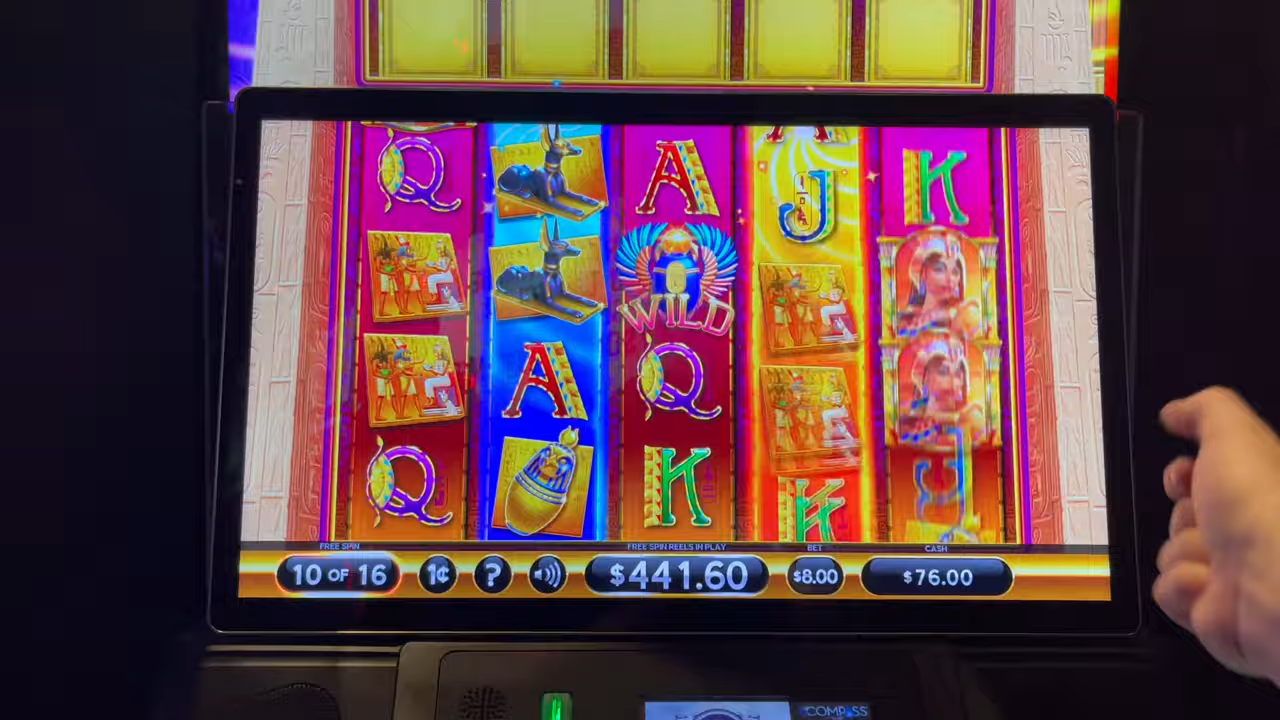 Q A J K
WILD
A Q
Q K K J
FREE SPIN FREE SPIN REELS IN PLAY BET CASH
10 OF 16 1¢ ? $441.60 $8.00 $76.00
COMPASS